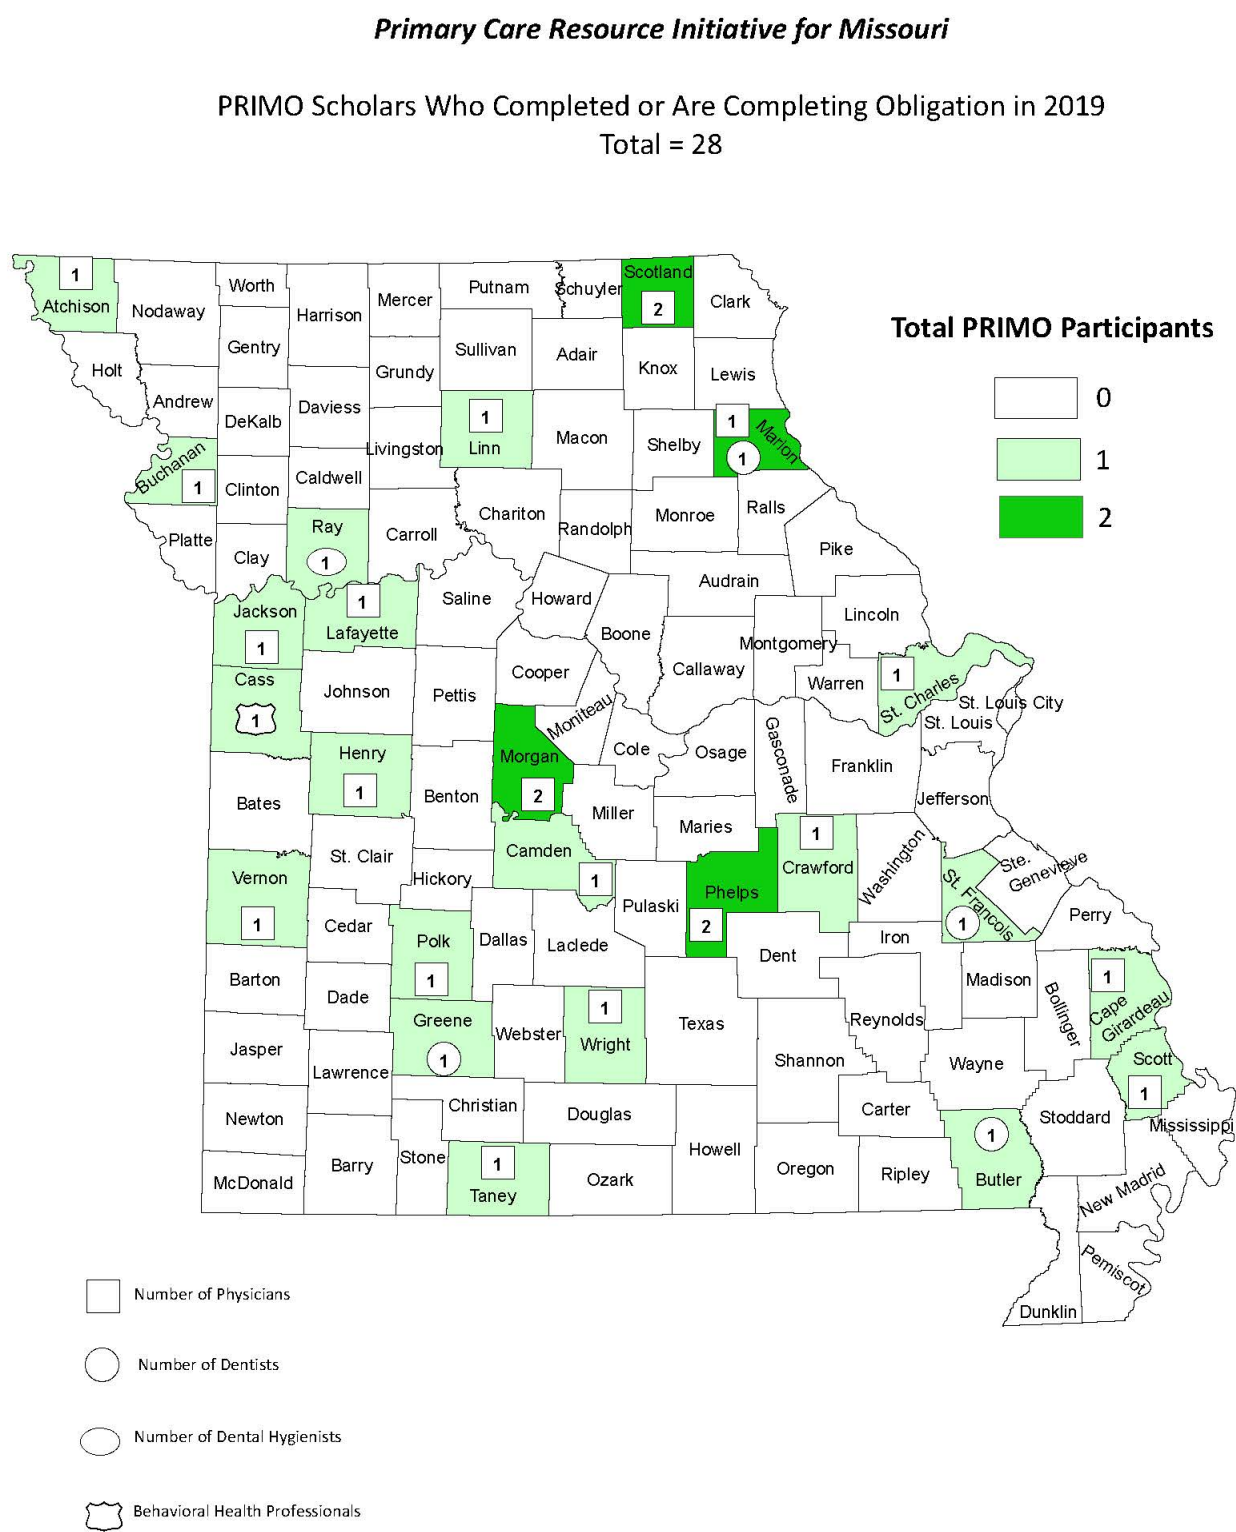 Primary Care Resource Initiative for Missouri
PRIMO Scholars Who Completed or Are Completing Obligation in 2019
Total = 28
Total PRIMO Participants
0
1
2
1
Atchison
Nodaway
Worth
Gentry
Harrison
Mercer
Putnam
Schuyler
Scotland
2
Clark
Holt
Andrew
DeKalb
Daviess
Grundy
Sullivan
Adair
Knox
Lewis
Buchanan
1
Clinton
Caldwell
Livingston
1
Linn
Macon
Shelby
1
Marion
1
Platte
Clay
Ray
1
Carroll
Chariton
Randolph
Monroe
Ralls
Pike
Jackson
1
1
Lafayette
Saline
Howard
Boone
Audrain
Callaway
Montgomery
Lincoln
Warren
1
St. Charles
St. Louis City
St. Louis
Cass
1
Johnson
Pettis
Cooper
Moniteau
Cole
Osage
Gasconade
Franklin
Jefferson
Bates
Henry
1
Benton
Morgan
2
Miller
Maries
1
Crawford
Washington
Ste.
Genevieve
St. Francois
1
Perry
Vernon
1
St. Clair
Hickory
Camden
1
Pulaski
Phelps
2
Dent
Iron
Madison
Bollinger
1
Cape
Girardeau
Barton
Cedar
Polk
1
Dallas
Laclede
Texas
Reynolds
Wayne
Scott
1
Jasper
Dade
Greene
1
Webster
1
Wright
Shannon
Carter
Stoddard
Mississippi
Newton
Lawrence
Christian
Douglas
Howell
Oregon
Ripley
1
Butler
New Madrid
McDonald
Barry
Stone
1
Taney
Ozark
Pemiscot
Dunklin
Number of Physicians
Number of Dentists
Number of Dental Hygienists
Behavioral Health Professionals